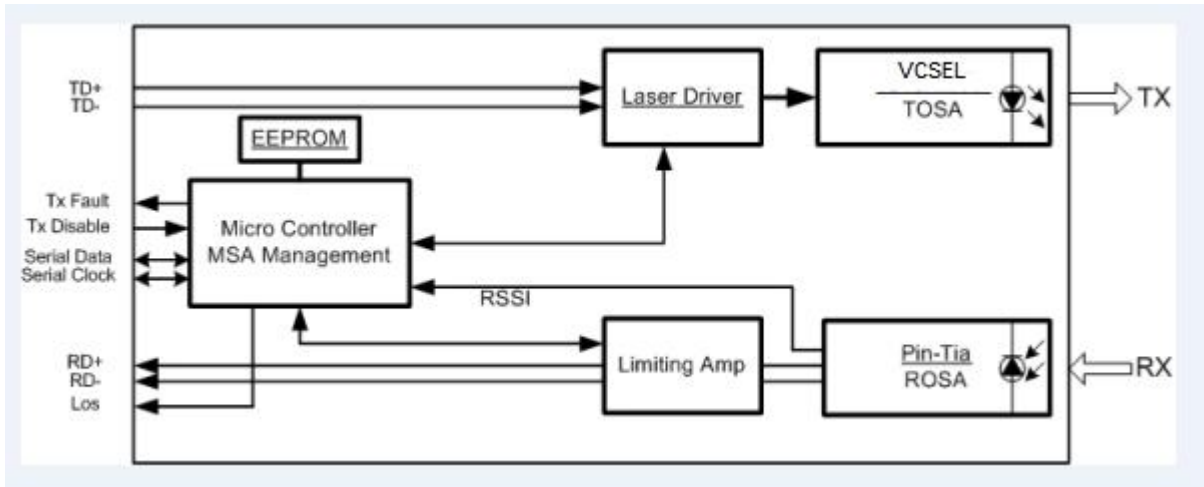 TD+
TD-
Laser Driver
VCSEL
TOSA
TX
EEPROM
Tx Fault
Tx Disable
Serial Data
Serial Clock
Micro Controller
MSA Management
RSSI
RD+
RD-
Los
Limiting Amp
Pin-Tia
ROSA
RX